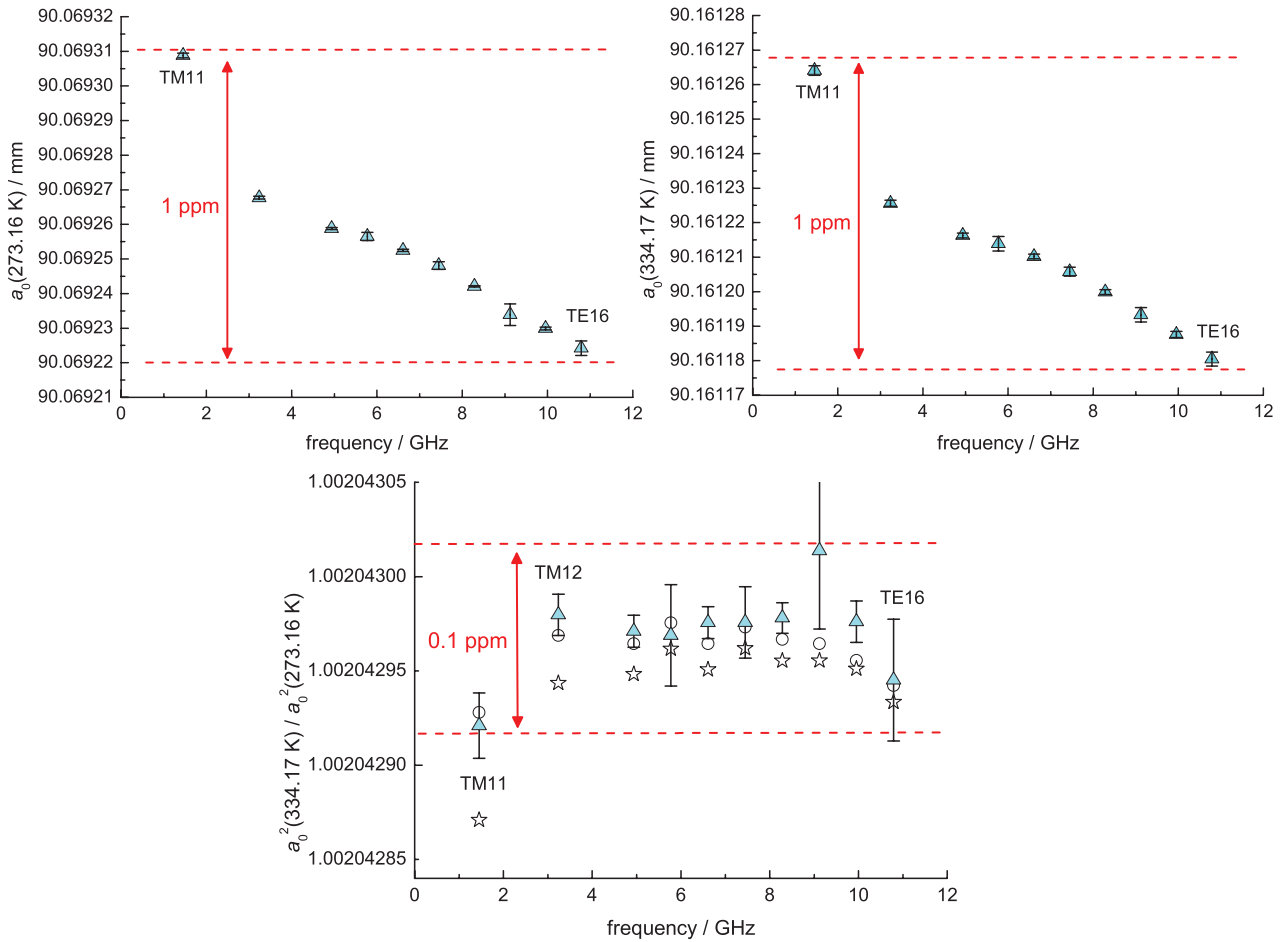 90.06932
90.06931
90.06930
90.06929
90.06928
90.06927
90.06926
90.06925
90.06924
90.06923
90.06922
90.06921
a₀(273.16 K) / mm
TM11
1 ppm
TE16
0 2 4 6 8 10 12
frequency / GHz
90.16128
90.16127
90.16126
90.16125
90.16124
90.16123
90.16122
90.16121
90.16120
90.16119
90.16118
90.16117
a₀(334.17 K) / mm
TM11
1 ppm
TE16
0 2 4 6 8 10 12
frequency / GHz
1.00204305
1.00204300
1.00204295
1.00204290
1.00204285
a₀²(334.17 K) / a₀²(273.16 K)
TM12
TE16
0.1 ppm
TM11
0 2 4 6 8 10 12
frequency / GHz